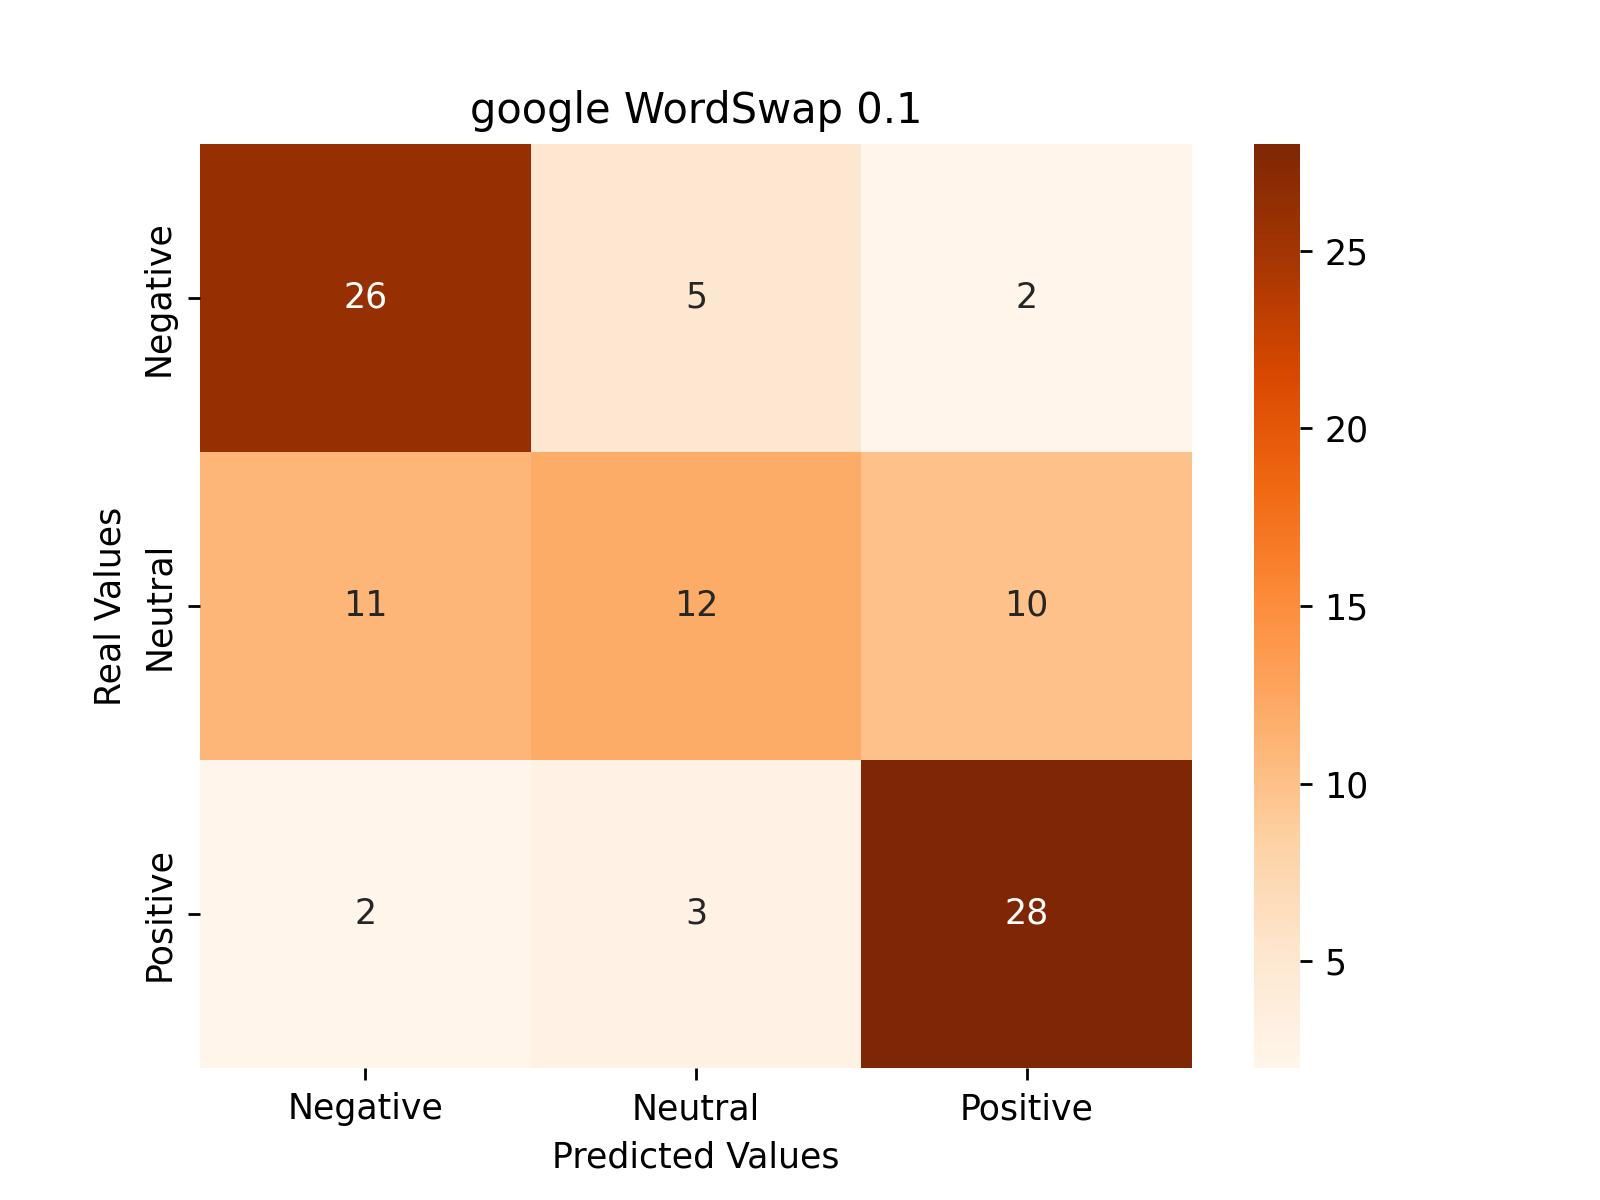 google WordSwap 0.1
Real Values
Negative
26 5 2
Neutral
11 12 10
Positive
2 3 28
Negative Neutral Positive
Predicted Values
25
20
15
10
5